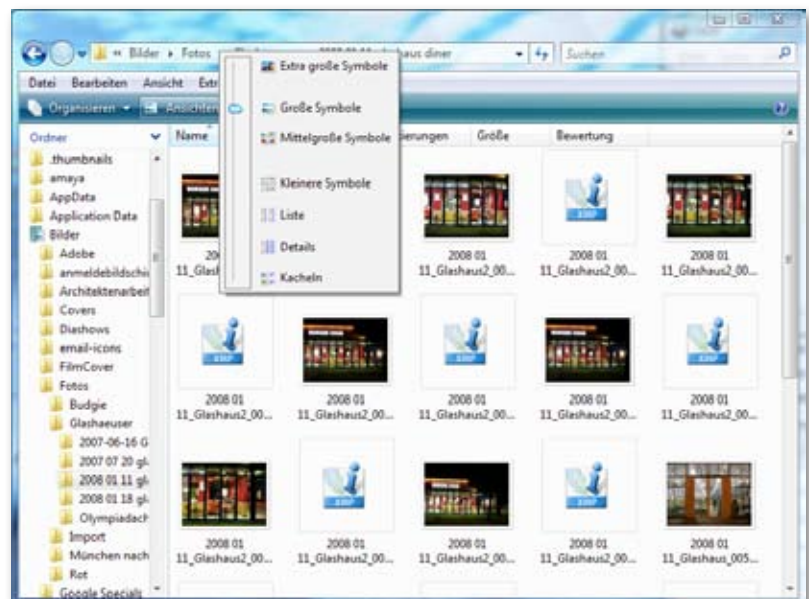 « Bilder ▸ Fotos
haus diner
Suchen
Datei Bearbeiten Ansicht Ext
Organisieren Ansichten
Extra große Symbole
Große Symbole
Mittelgroße Symbole
Kleinere Symbole
Liste
Details
Kacheln
Ordner
Name
Größe Bewertung
.thumbnails
amaya
AppData
Application Data
Bilder
Adobe
anmeldebildschi
Architektenarbeit
Covers
Diashows
email-icons
FilmCover
Fotos
Budgie
Glashaeuser
2007-06-16 G
2007 07 20 gl
2008 01 11 gl
2008 01 18 gl
Olympiadach
Import
München nach
Rot
Google Specials
2008 01
11_Glashaus2_00...
2008 01
11_Glashaus2_00...
2008 01
11_Glashaus2_00...
2008 01
11_Glashaus2_00...
2008 01
11_Glashaus2_00...
2008 01
11_Glashaus2_00...
2008 01
11_Glashaus2_00...
2008 01
11_Glashaus2_00...
2008 01
11_Glashaus2_00...
2008 01
11_Glashaus2_00...
2008 01
11_Glashaus2_00...
2008 01
11_Glashaus2_00...
2008 01
11_Glashaus_005...